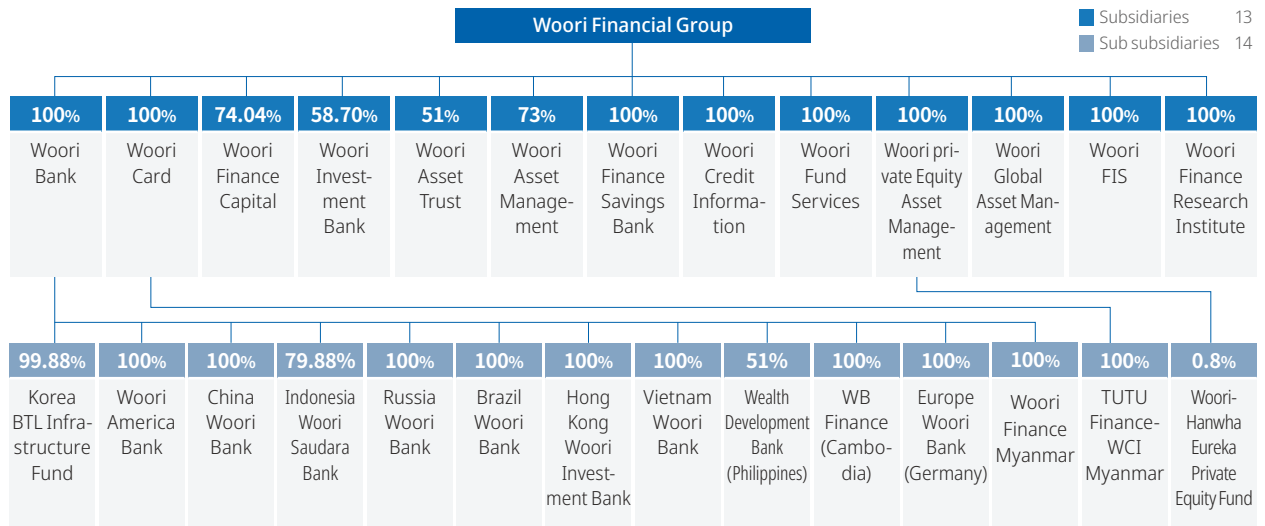 Woori Financial Group
Subsidiaries 13
Sub subsidiaries 14
100%
Woori
Bank
100%
Woori
Card
74.04%
Woori
Finance
Capital
58.70%
Woori
Invest-
ment
Bank
51%
Woori
Asset
Trust
73%
Woori
Asset
Manage-
ment
100%
Woori
Finance
Savings
Bank
100%
Woori
Credit
Informa-
tion
100%
Woori
Fund
Services
100%
Woori pri-
vate Equity
Asset
Manage-
ment
100%
Woori
Global
Asset Man-
agement
100%
Woori
FIS
100%
Woori
Finance
Research
Institute
99.88%
Korea
BTL Infra-
structure
Fund
100%
Woori
America
Bank
100%
China
Woori
Bank
79.88%
Indonesia
Woori
Saudara
Bank
100%
Russia
Woori
Bank
100%
Brazil
Woori
Bank
100%
Hong
Kong
Woori
Invest-
ment Bank
100%
Vietnam
Woori
Bank
51%
Wealth
Development
Bank
(Philippines)
100%
WB
Finance
(Cambo-
dia)
100%
Europe
Woori
Bank
(Germany)
100%
Woori
Finance
Myanmar
100%
TUTU
Finance-
WCI
Myanmar
0.8%
Woori-
Hanwha
Eureka
Private
Equity Fund